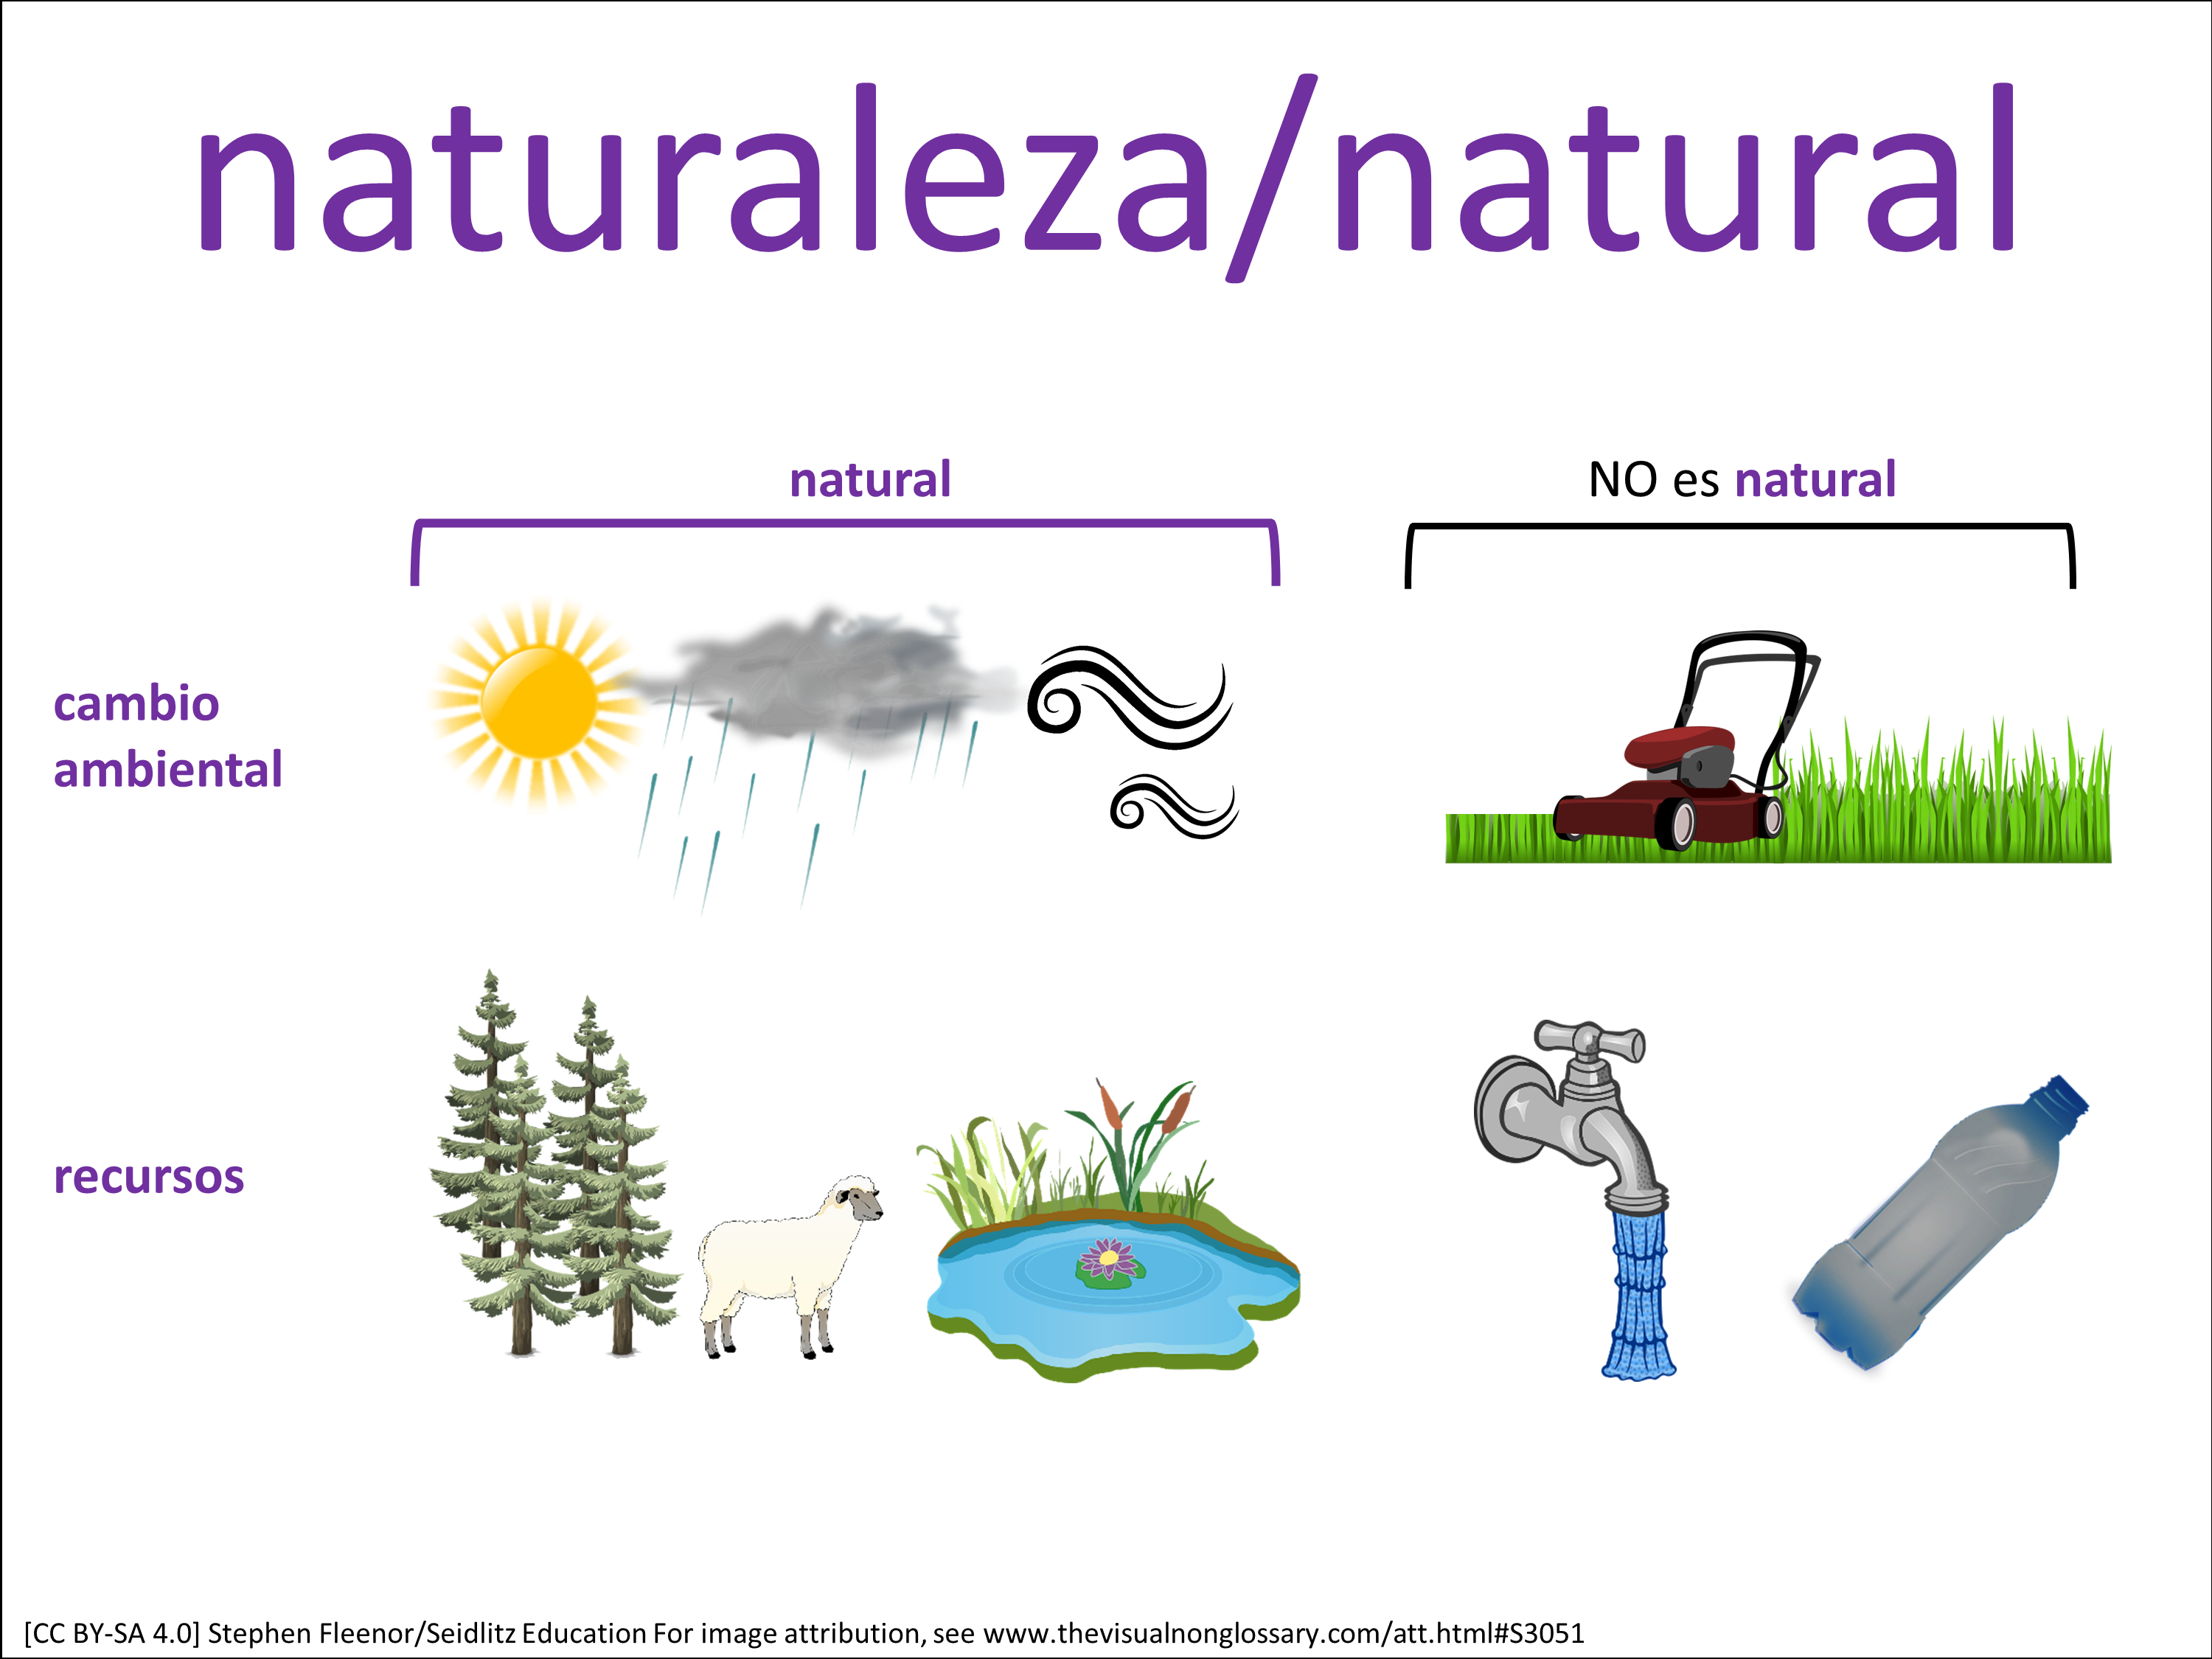 naturaleza/natural
natural
NO es natural
cambio
ambiental
recursos
[CC BY-SA 4.0] Stephen Fleenor/Seidlitz Education For image attribution, see www.thevisualnonglossary.com/att.html#S3051